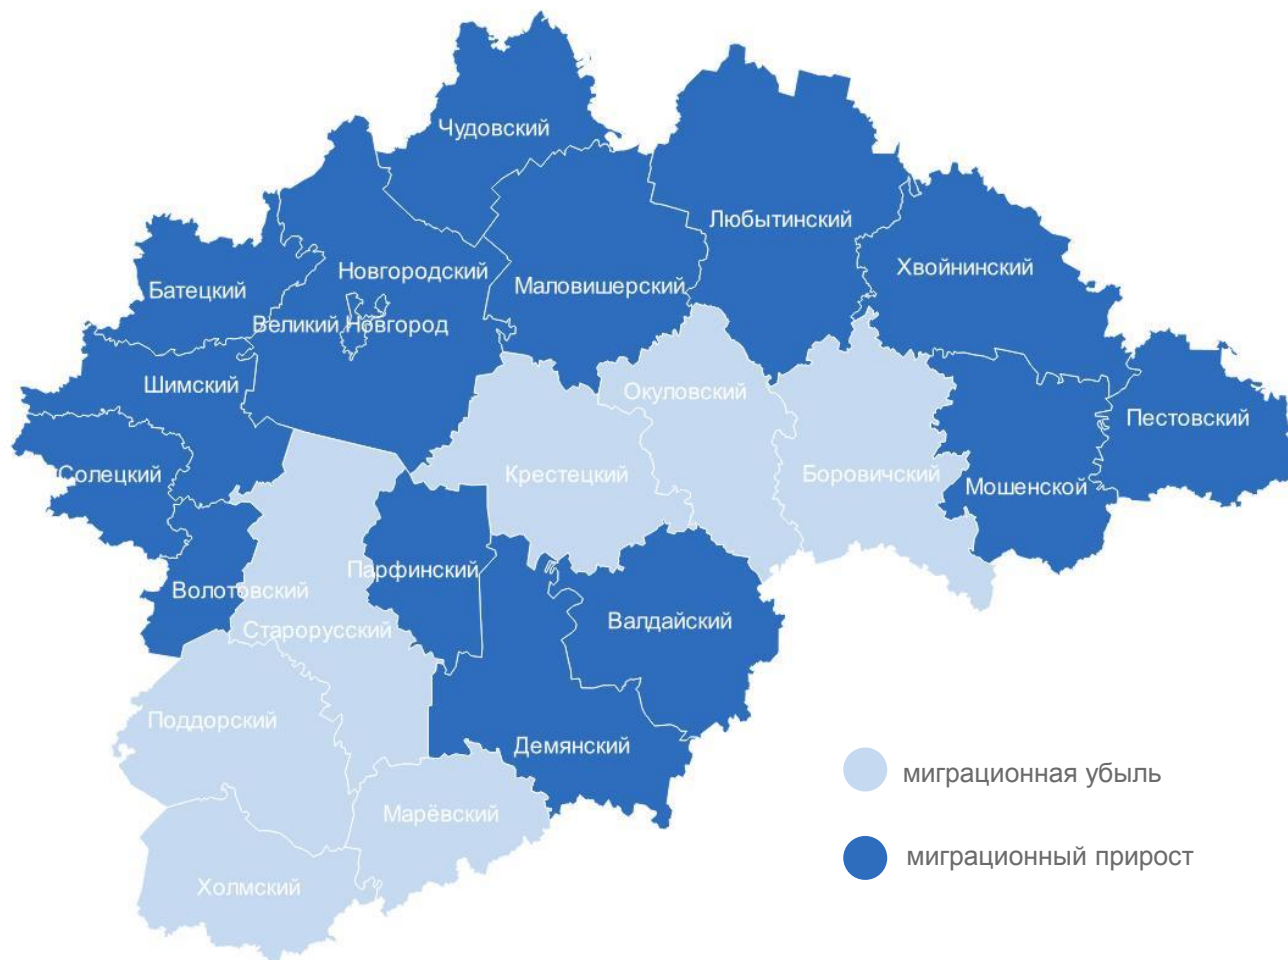 Чудовский
Любытинский
Хвойнинский
Новгородский
Маловишерский
Батецкий
Великий Новгород
Шимский
Окуловский
Пестовский
Солецкий
Крестецкий
Боровичский
Мошенской
Парфинский
Волотовский
Валдайский
Старорусский
Поддорский
Демянский
миграционная убыль
Марёвский
миграционный прирост
Холмский